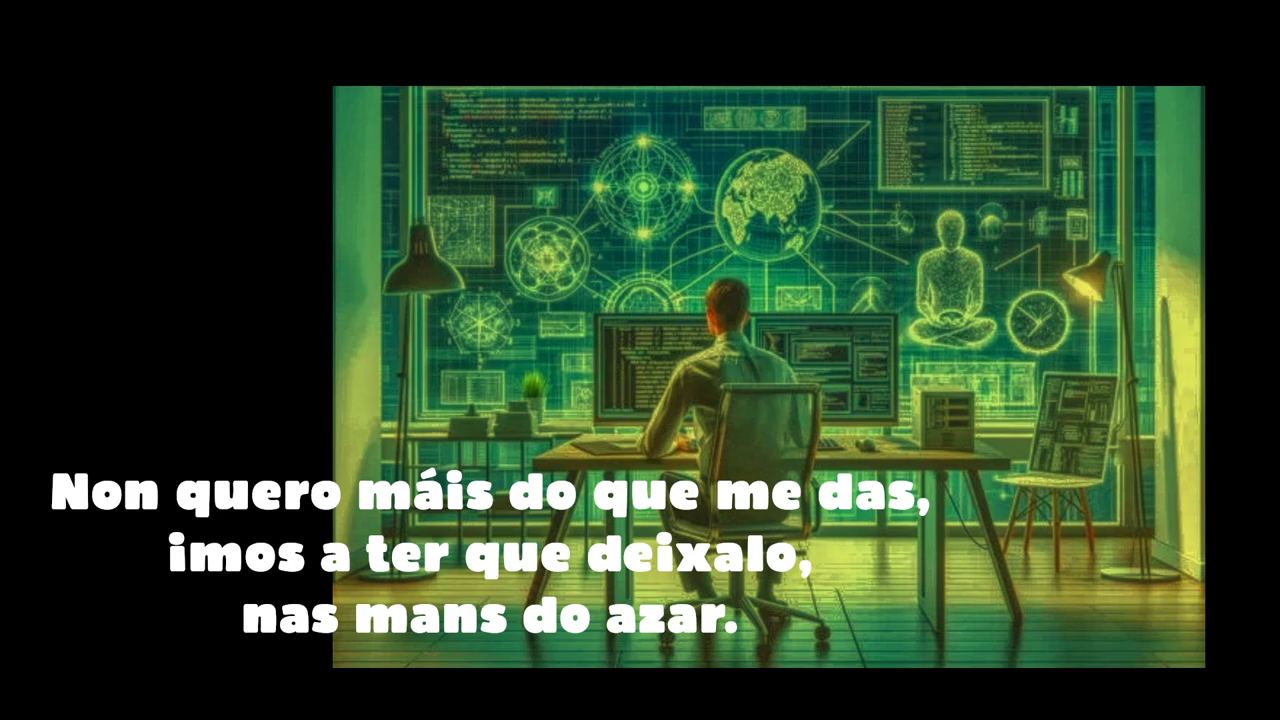 Non quero máis do que me das,
imos a ter que deixalo,
nas mans do azar.